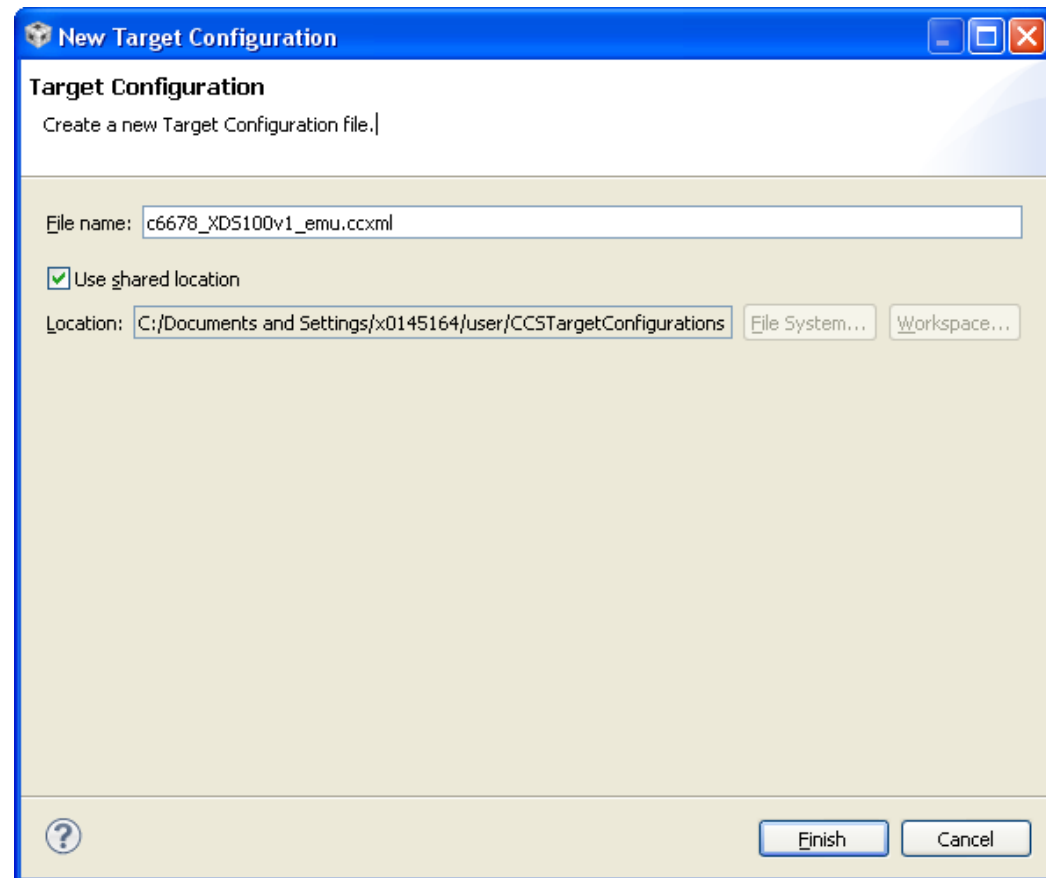 New Target Configuration
Target Configuration
Create a new Target Configuration file.
File name: c6678_XDS100v1_emu.ccxml
Use shared location
Location: C:/Documents and Settings/x0145164/user/CCSTargetConfigurations File System... Workspace...
?
Finish Cancel